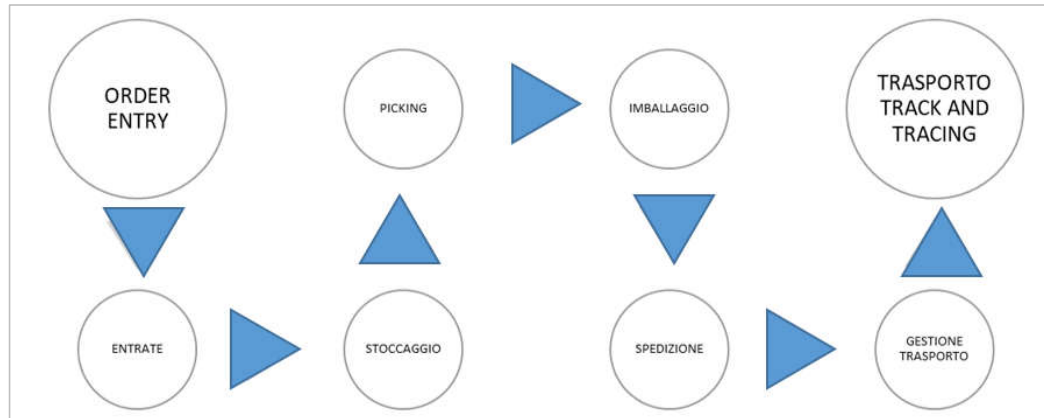 ORDER
ENTRY
ENTRATE
STOCCAGGIO
PICKING
IMBALLAGGIO
SPEDIZIONE
GESTIONE
TRASPORTO
TRASPORTO
TRACK AND
TRACING